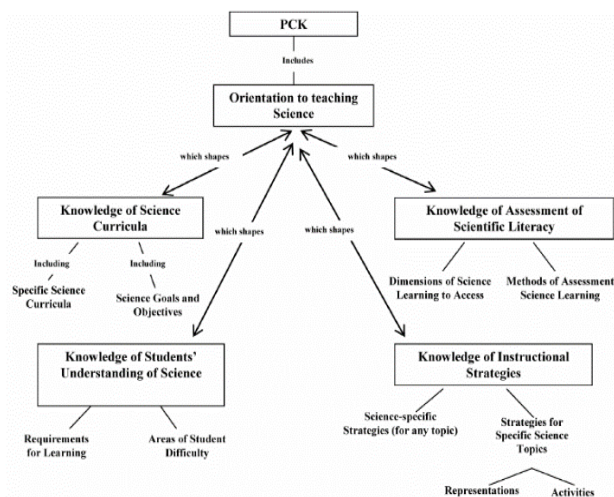 PCK
Includes
Orientation to teaching
Science
which shapes
which shapes
Knowledge of Science
Curricula
which shapes
which shapes
Knowledge of Assessment of
Scientific Literacy
Including
Including
Specific Science
Curricula
Science Goals and
Objectives
Dimensions of Science
Learning to Access
Methods of Assessment
Science Learning
Knowledge of Students'
Understanding of Science
Knowledge of Instructional
Strategies
Requirements
for Learning
Areas of Student
Difficulty
Science-specific
Strategies (for any topic)
Strategies for
Specific Science
Topics
Representations
Activities